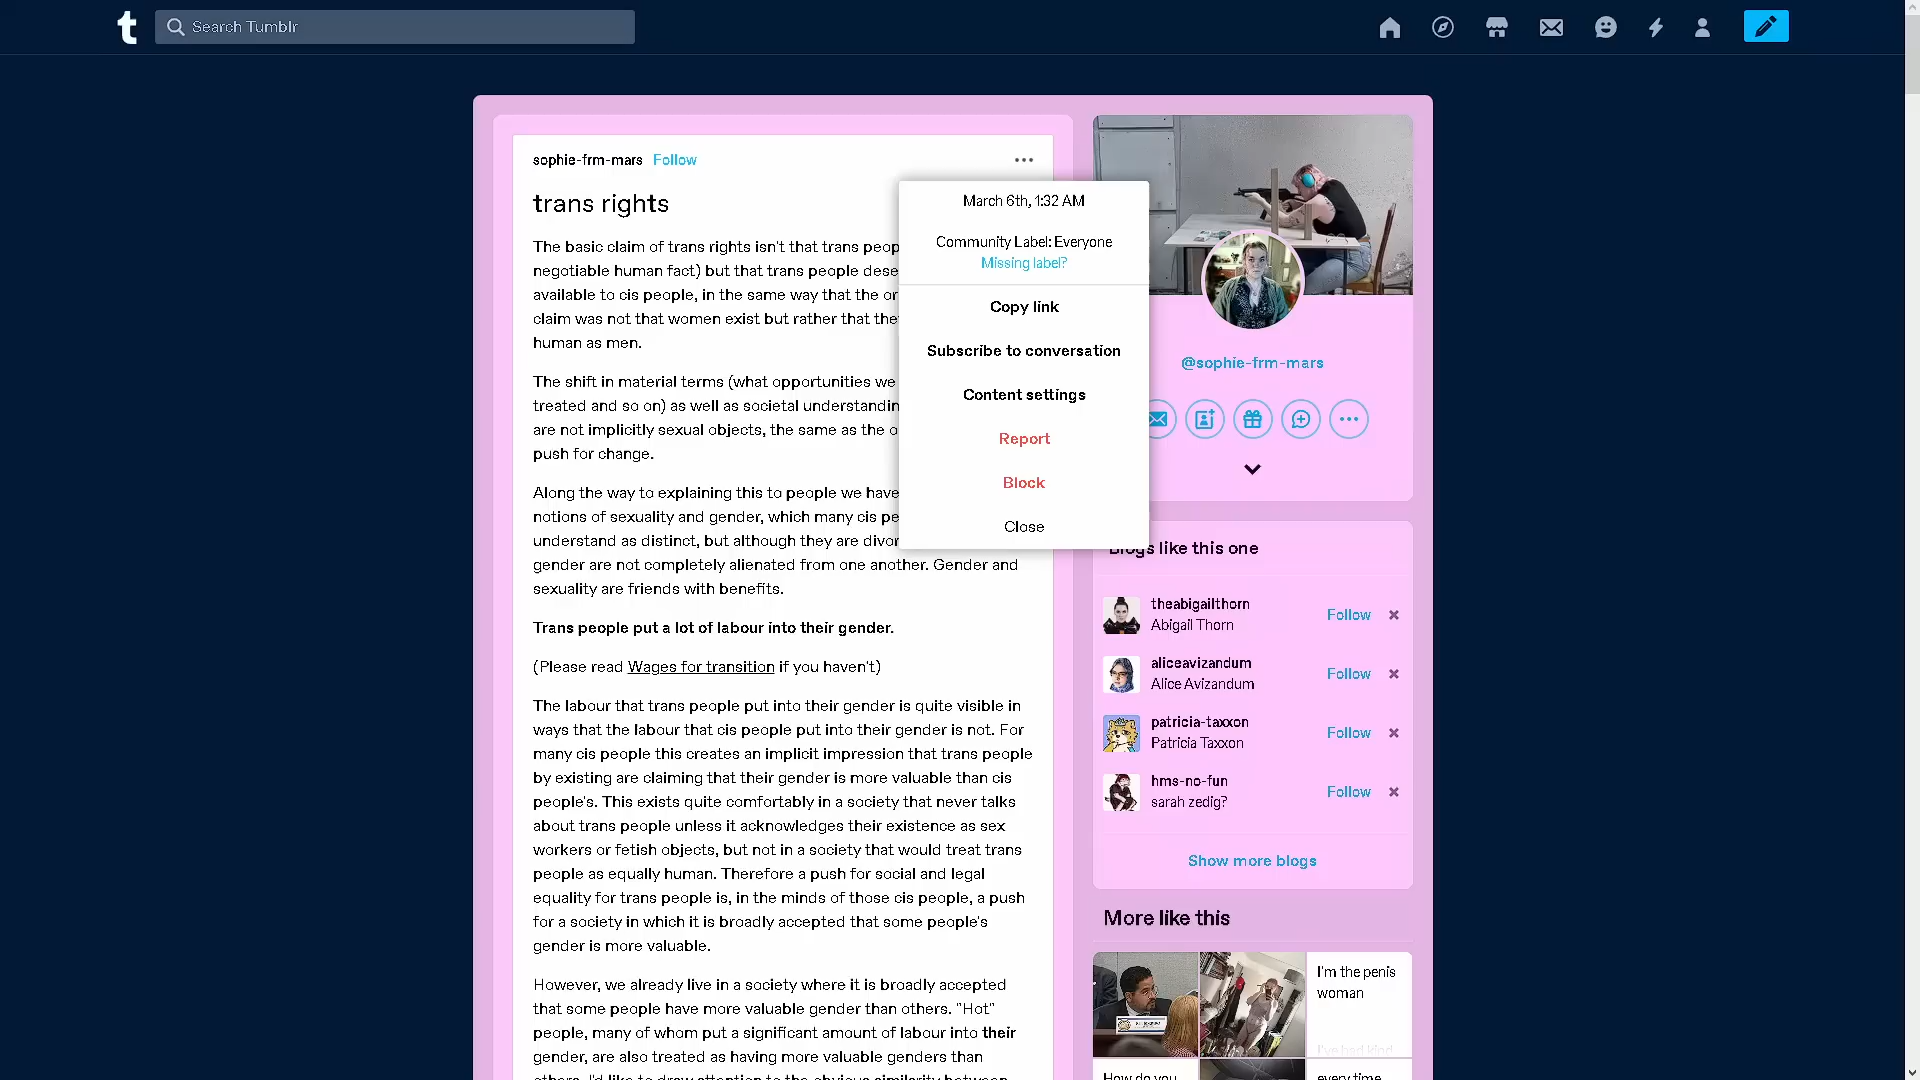 t
Search Tumblr
sophie-frm-mars Follow
trans rights
The basic claim of trans rights isn't that trans peop
negotiable human fact) but that trans people dese
available to cis people, in the same way that the or
claim was not that women exist but rather that the
human as men.
The shift in material terms (what opportunities we
treated and so on) as well as societal understandin
are not implicitly sexual objects, the same as the
push for change.
Along the way to explaining this to people we have
notions of sexuality and gender, which many cis pe
understand as distinct, but although they are divor
gender are not completely alienated from one another. Gender and
sexuality are friends with benefits.
Trans people put a lot of labour into their gender.
(Please read Wages for transition if you haven't)
The labour that trans people put into their gender is quite visible in
ways that the labour that cis people put into their gender is not. For
many cis people this creates an implicit impression that trans people
by existing are claiming that their gender is more valuable than cis
people's. This exists quite comfortably in a society that never talks
about trans people unless it acknowledges their existence as sex
workers or fetish objects, but not in a society that would treat trans
people as equally human. Therefore a push for social and legal
equality for trans people is, in the minds of those cis people, a push
for a society in which it is broadly accepted that some people's
gender is more valuable.
However, we already live in a society where it is broadly accepted
that some people have more valuable gender than others. "Hot"
people, many of whom put a significant amount of labour into their
gender, are also treated as having more valuable genders than
others. I'd like to draw attention to the obvious similarity between
March 6th, 1:32 AM
Community Label: Everyone
Missing label?
Copy link
Subscribe to conversation
Content settings
Report
Block
Close
@sophie-frm-mars
Blogs like this one
theabigailthorn
Abigail Thorn
Follow
aliceavizandum
Alice Avizandum
Follow
patricia-taxxon
Patricia Taxxon
Follow
hms-no-fun
sarah zedig?
Follow
Show more blogs
More like this
I'm the penis
woman
I've had kind
How do you
every time